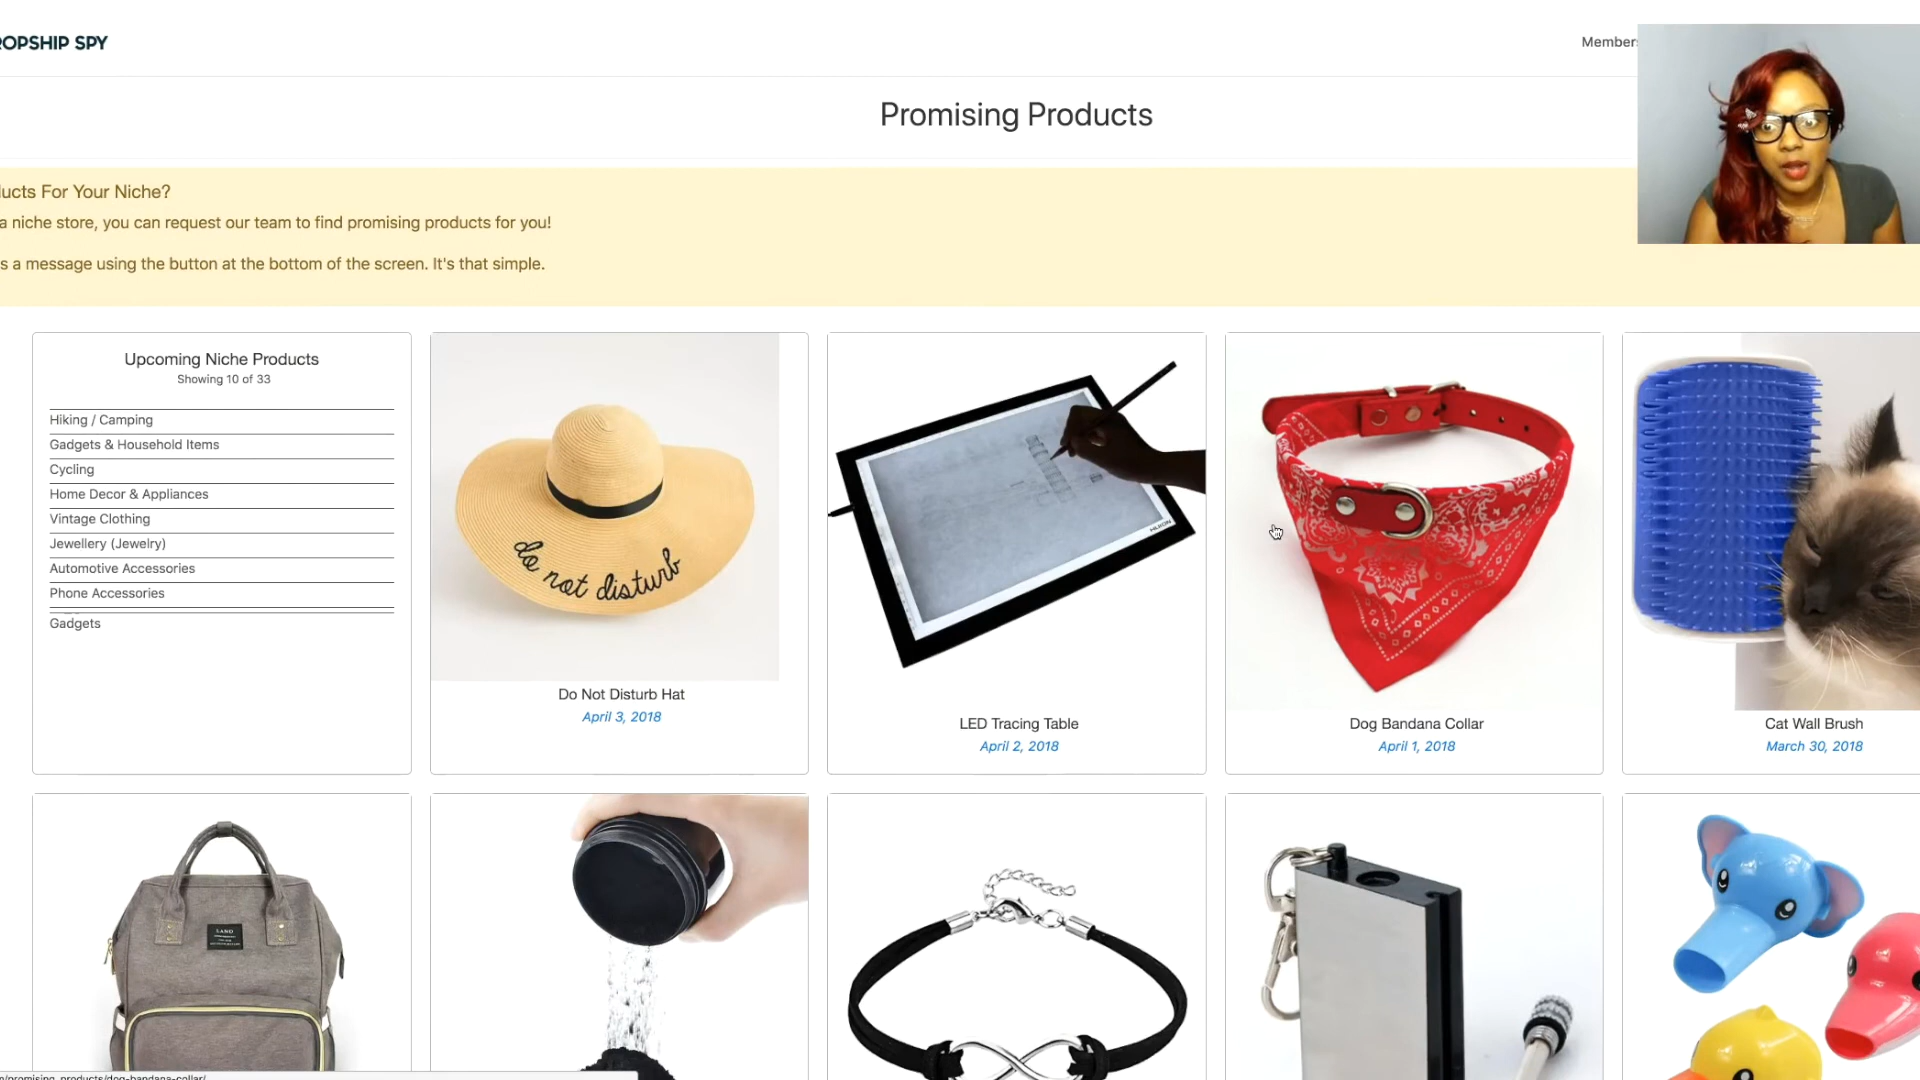 SPY
Promising Products
For Your Niche?
a niche store, you can request our team to find promising products for you!
a message using the button at the bottom of the screen. It's that simple.
Upcoming Niche Products
Showing 10 of 33
Hiking / Camping
Gadgets & Household Items
Cycling
Home Decor & Appliances
Vintage Clothing
Jewellery (Jewelry)
Automotive Accessories
Phone Accessories
Gadgets
do not disturb
Do Not Disturb Hat
April 3, 2018
HUION
LED Tracing Table
April 2, 2018
Dog Bandana Collar
April 1, 2018
Cat Wall Brush
March 30, 2018
LAND